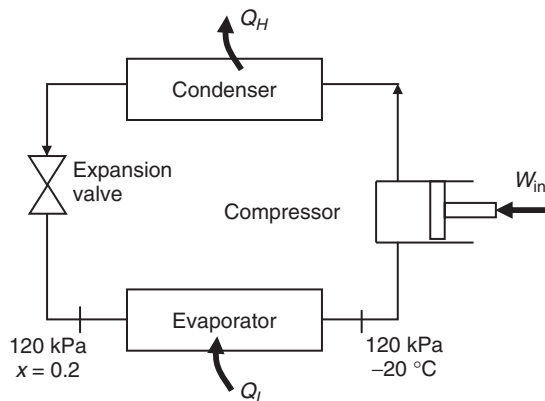 Q_H
Condenser
Expansion
valve
Compressor
W_in
Evaporator
120 kPa
x = 0.2
120 kPa
–20 °C
Q_L